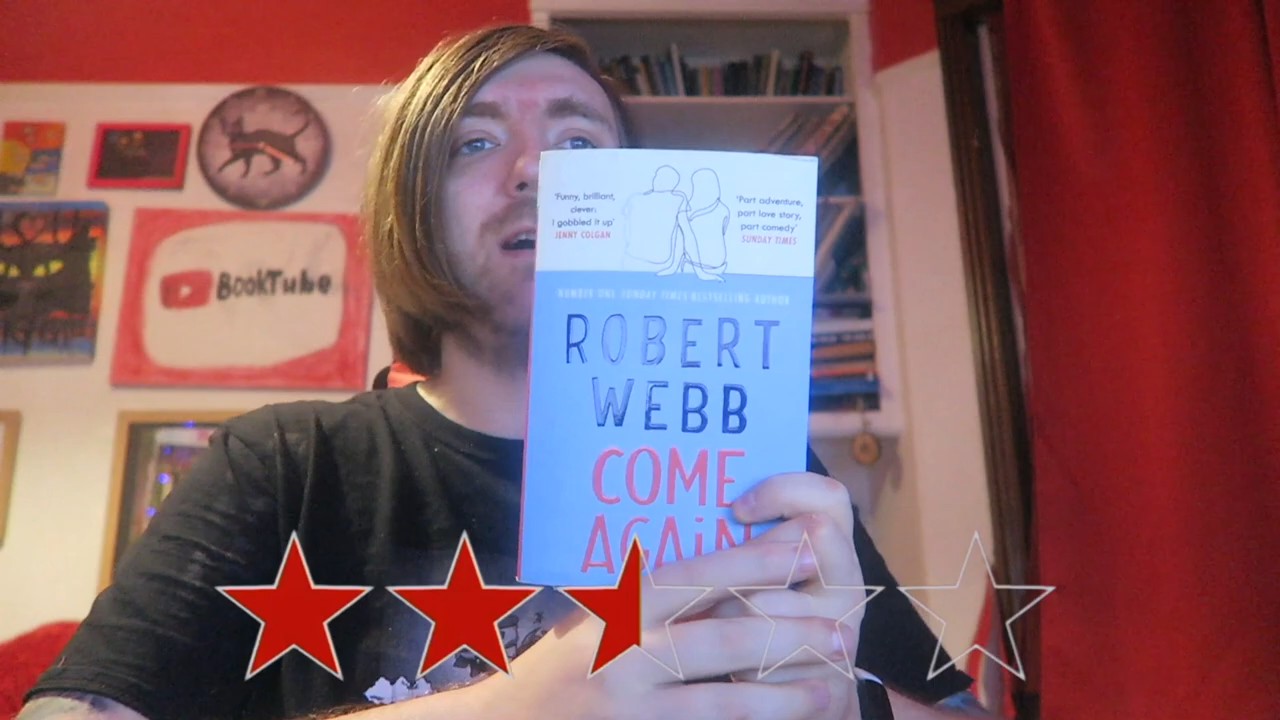 BookTube
'Funny, brilliant,
clever;
I gobbled it up'
JENNY COLGAN
'Part adventure,
part love story,
part comedy'
SUNDAY TIMES
NUMBER ONE SUNDAY TIMES BESTSELLING AUTHOR
ROBERT
WEBB
COME
AGAiN